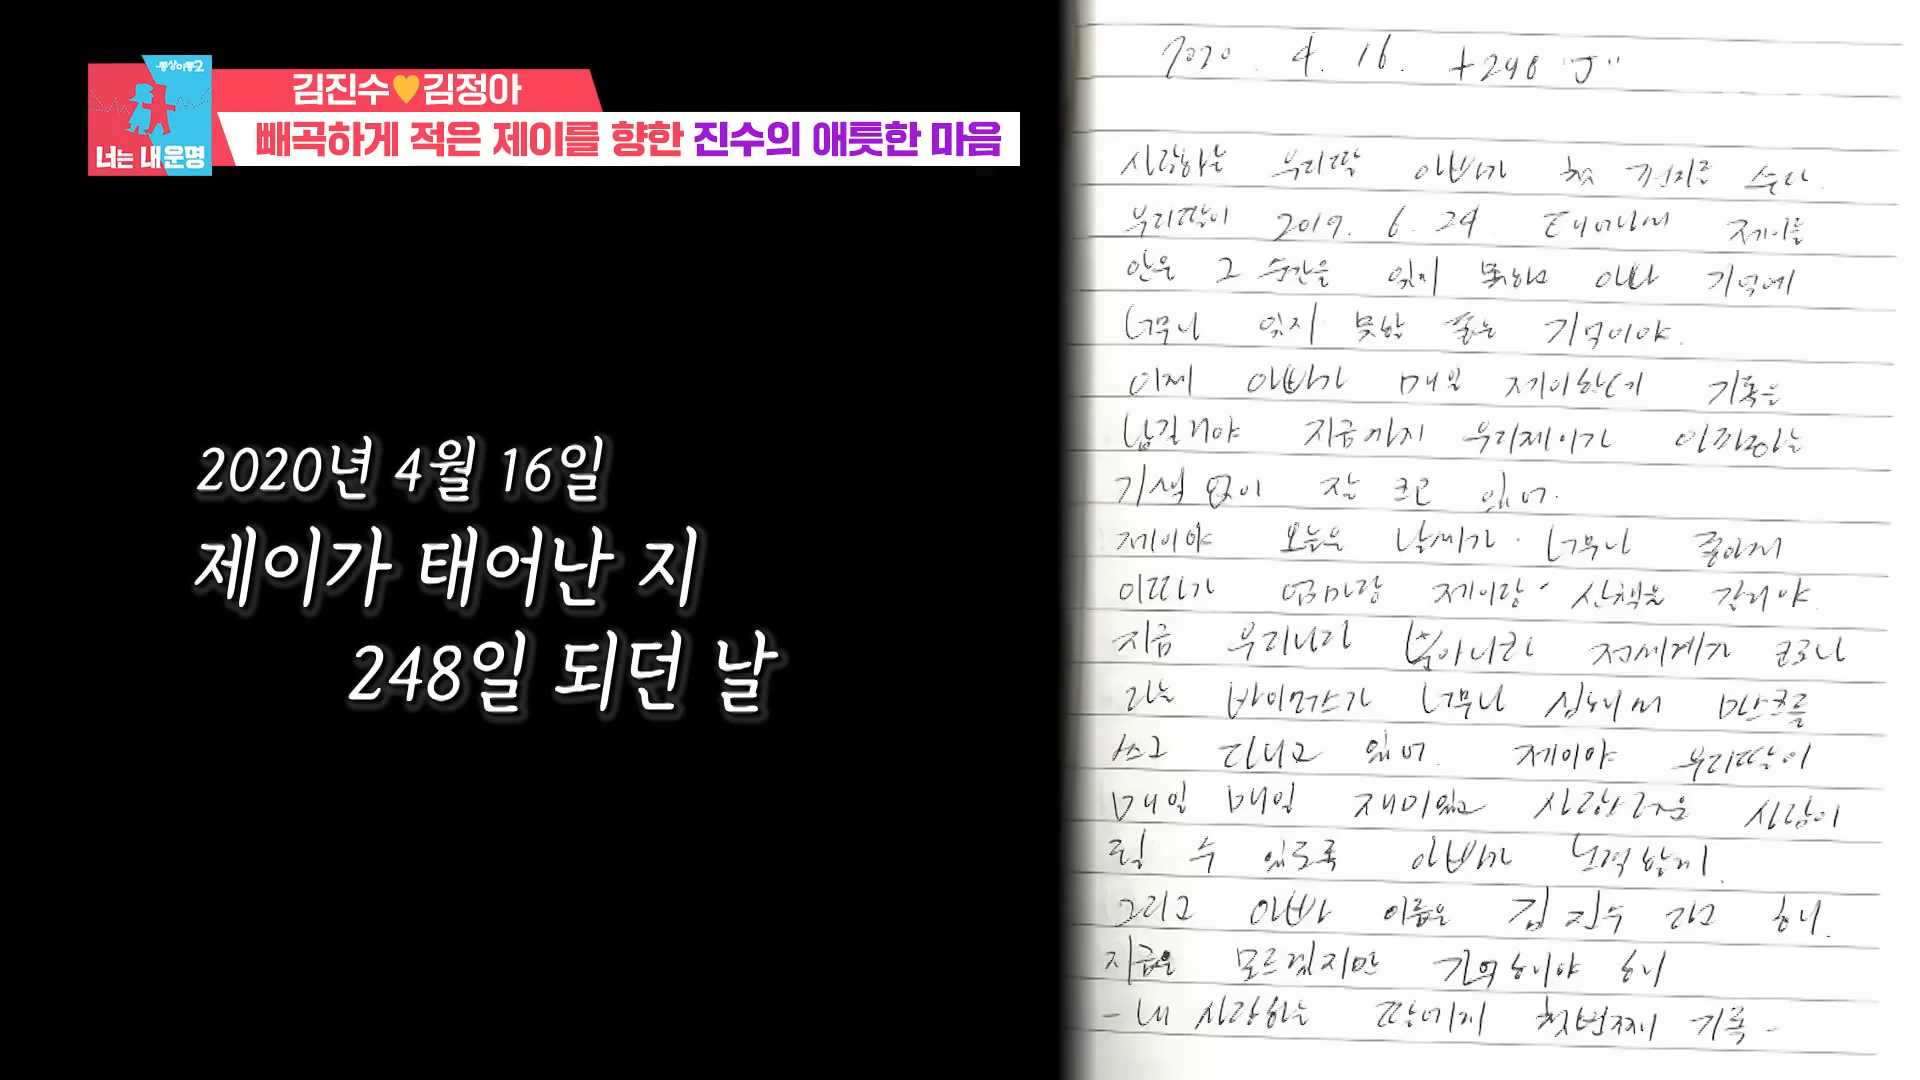 동상이몽2
너는 내 운명
김진수♥김정아
빼곡하게 적은 제이를 향한 진수의 애틋한 마음
2020년 4월 16일
제이가 태어난 지
248일 되던 날
2020. 4. 16. +248 "J"
사랑하는 우리딸 아빠가 첫 편지를 쓴다.
우리딸이 2019. 6. 24 태어나서 제이를
안은 그 순간을 잊지 못하고 아빠 기억에
너무나 잊지 못할 좋은 기억이야.
이제 아빠가 매일 제이한테 기록을
남길거야 지금까지 우리제이가 아픈
기색 없이 잘 크고 있어.
제이야 오늘은 날씨가 너무나 좋아서
이따가 엄마랑 제이랑 산책을 갈거야.
지금 우리나라 뿐아니라 전세계가 코로나
라는 바이러스가 너무나 심해서 마스크를
쓰고 다니고 있어. 제이야 우리딸이
매일 매일 재미있고 사랑스러운 사람이
될 수 있도록 아빠가 노력할게.
그리고 아빠 이름은 김진수 라고 해.
지금은 모르겠지만 기억해야 해
- 내 사랑하는 딸에게 첫번째 기록 -